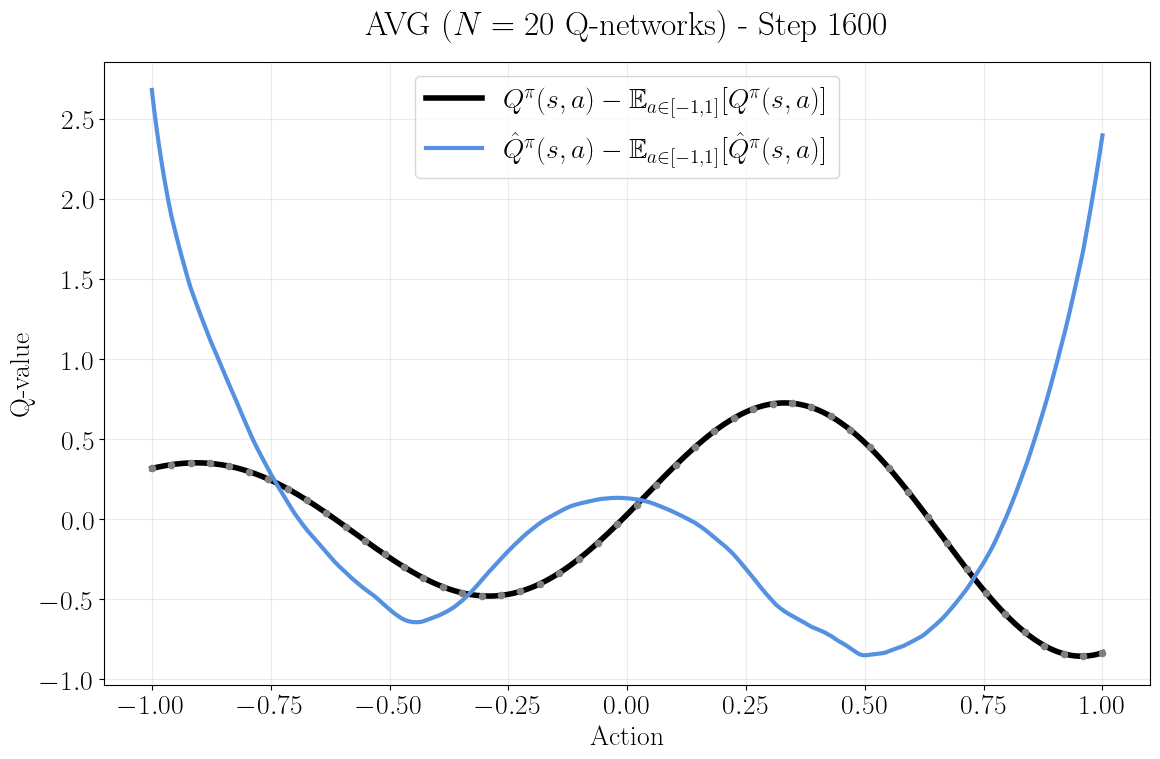 AVG (N = 20 Q-networks) - Step 1600
Q^π(s, a) − 𝔼_{a∈[−1,1]}[Q^π(s, a)]
Q̂^π(s, a) − 𝔼_{a∈[−1,1]}[Q̂^π(s, a)]
Q-value
2.5
2.0
1.5
1.0
0.5
0.0
−0.5
−1.0
−1.00 −0.75 −0.50 −0.25 0.00 0.25 0.50 0.75 1.00
Action